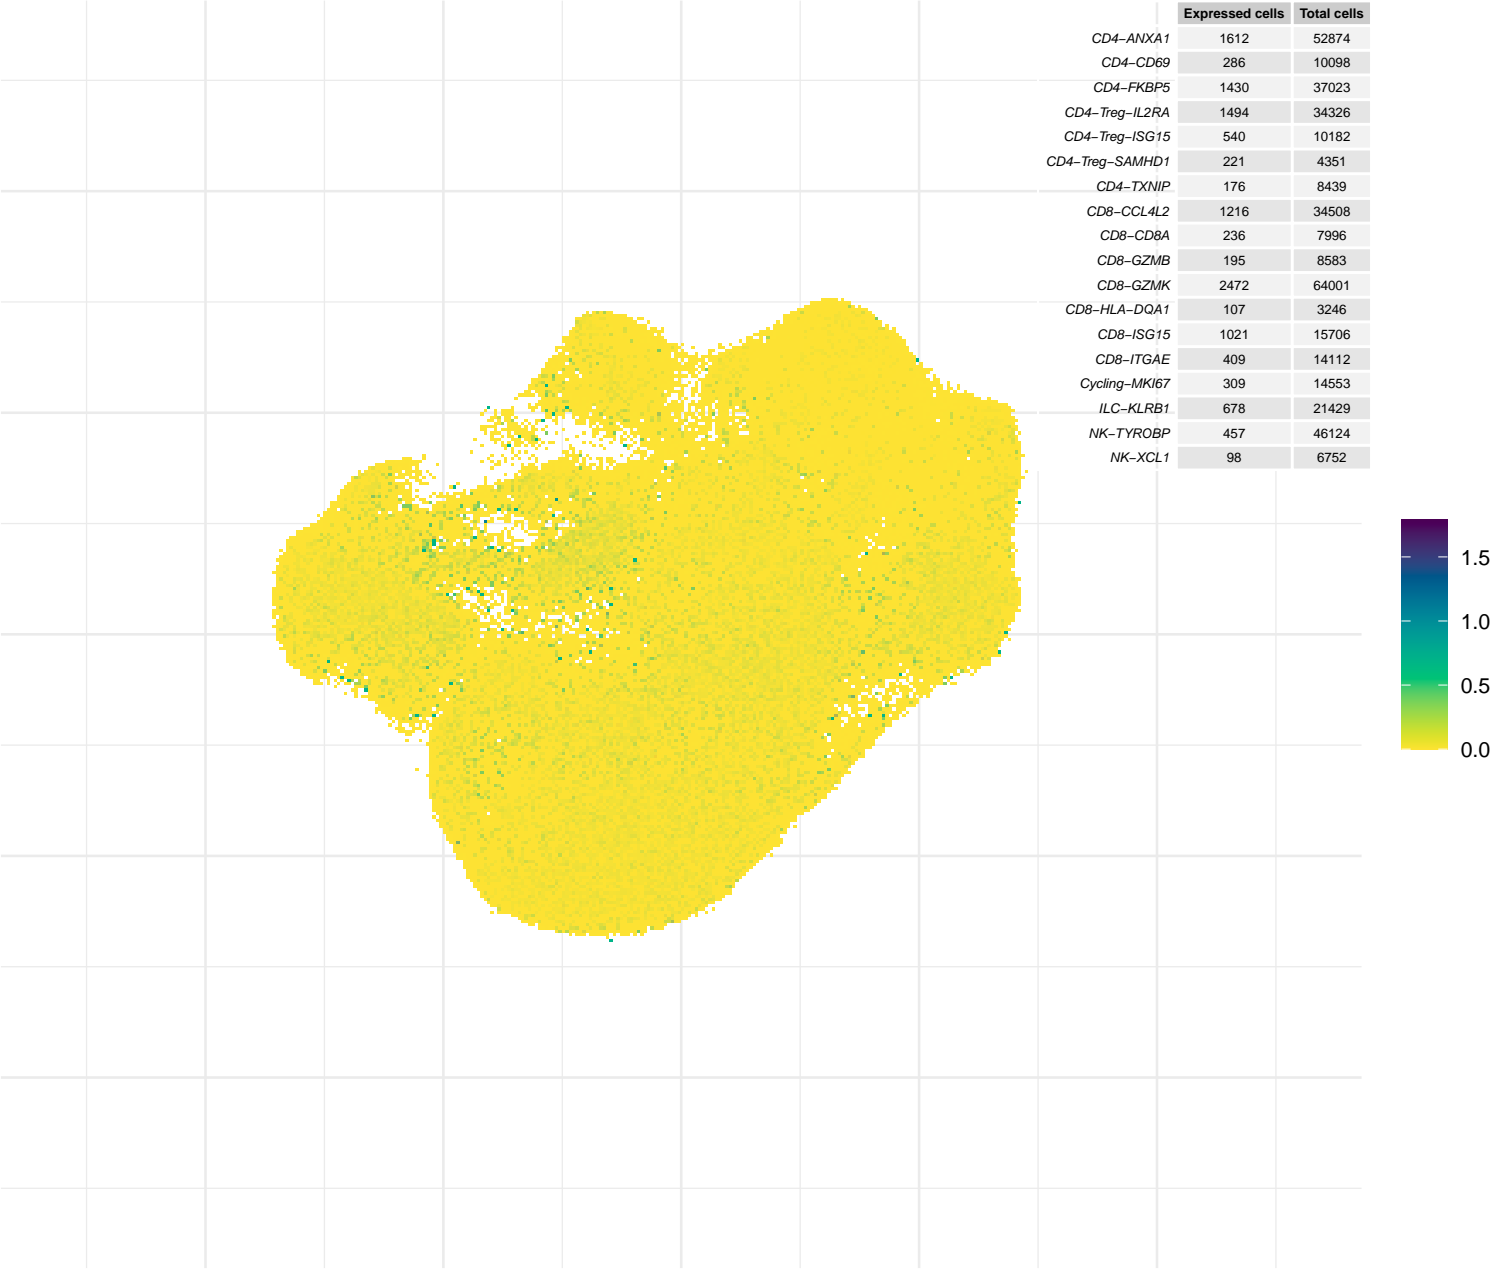 Expressed cells Total cells
CD4−ANXA1 1612 52874
CD4−CD69 286 10098
CD4−FKBP5 1430 37023
CD4−Treg−IL2RA 1494 34326
CD4−Treg−ISG15 540 10182
CD4−Treg−SAMHD1 221 4351
CD4−TXNIP 176 8439
CD8−CCL4L2 1216 34508
CD8−CD8A 236 7996
CD8−GZMB 195 8583
CD8−GZMK 2472 64001
CD8−HLA−DQA1 107 3246
CD8−ISG15 1021 15706
CD8−ITGAE 409 14112
Cycling−MKI67 309 14553
ILC−KLRB1 678 21429
NK−TYROBP 457 46124
NK−XCL1 98 6752
1.5
1.0
0.5
0.0